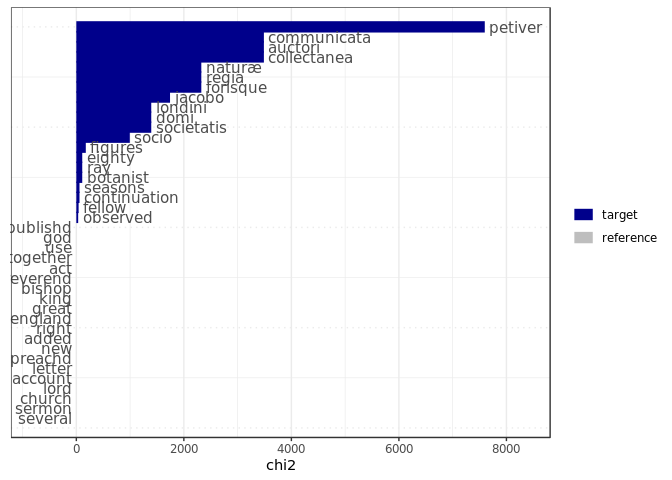 petiver
communicata
auctori
collectanea
naturæ
regia
forisque
jacobo
londini
domi
societatis
socio
figures
eighty
ray
botanist
seasons
continuation
fellow
observed
publishd
god
use
together
act
everend
bishop
king
great
england
right
added
new
preachd
letter
account
lord
church
sermon
several
target
reference
0 2000 4000 6000 8000
chi2